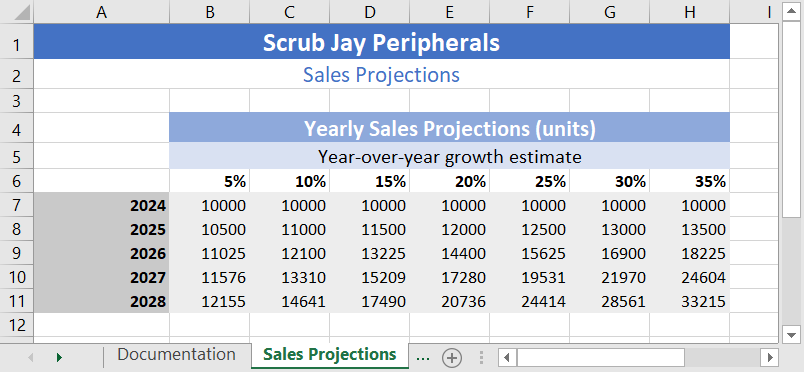 A B C D E F G H I
1 Scrub Jay Peripherals
2 Sales Projections
3
4 Yearly Sales Projections (units)
5 Year-over-year growth estimate
6 5% 10% 15% 20% 25% 30% 35%
7 2024 10000 10000 10000 10000 10000 10000 10000
8 2025 10500 11000 11500 12000 12500 13000 13500
9 2026 11025 12100 13225 14400 15625 16900 18225
10 2027 11576 13310 15209 17280 19531 21970 24604
11 2028 12155 14641 17490 20736 24414 28561 33215
12
Documentation Sales Projections ...